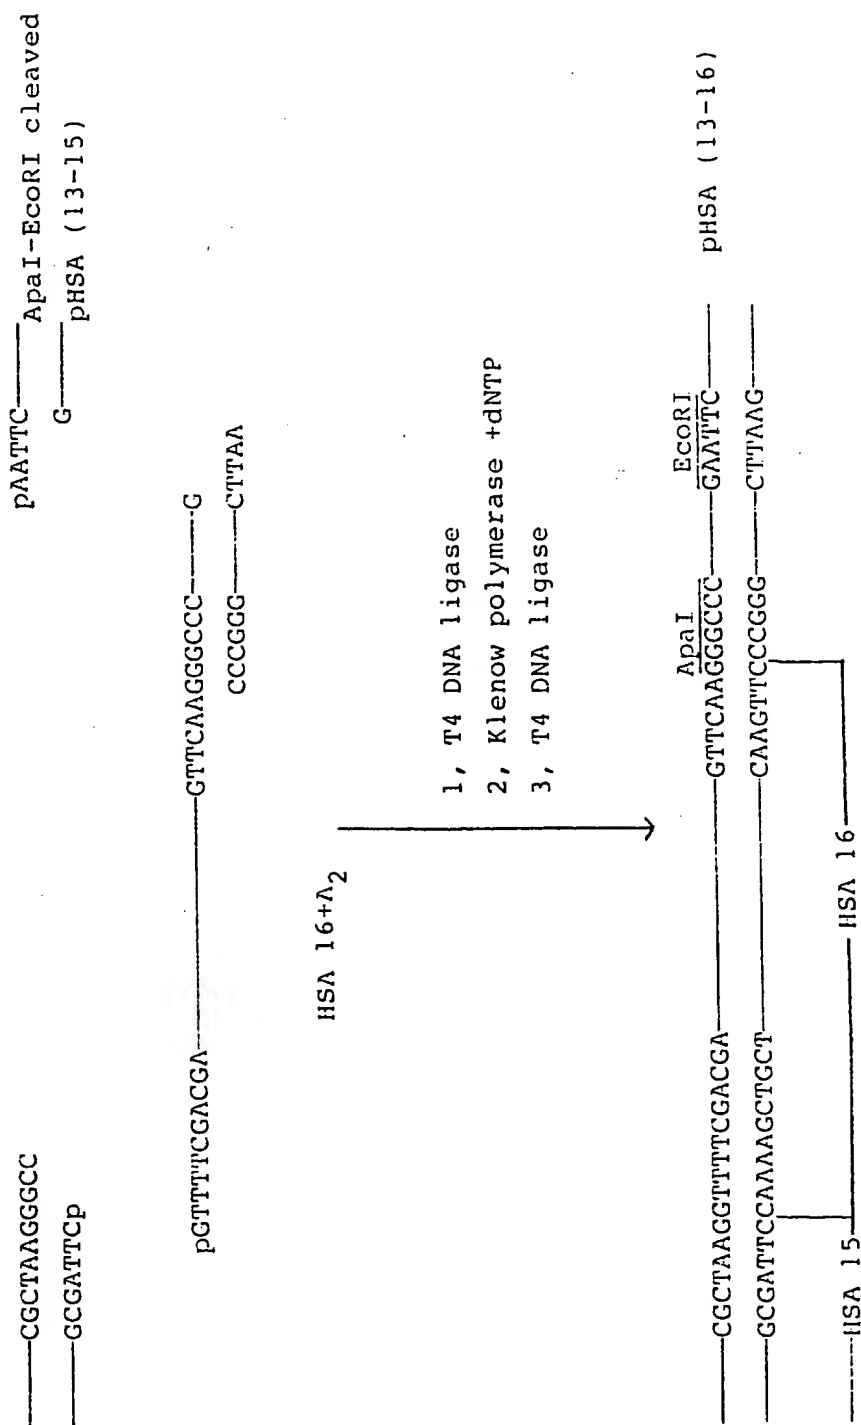 CGCTAAGGGCC pAATTC ApaI-EcoRI cleaved
GCGATTCp G pHSA (13-15)
pGTTTTCGACGA GTTCAAGGGCCC G
CCCGGG CTTAA
HSA 16+A2
1, T4 DNA ligase
2, Klenow polymerase +dNTP
3, T4 DNA ligase
ApaI EcoRI
CGCTAAGGTTTTCGACGA GTTCAAGGGCCC GAATTC pHSA (13-16)
GCGATTCCAAAAGCTGCT CAAGTTCCCGGG CTTAAG
HSA 15 HSA 16